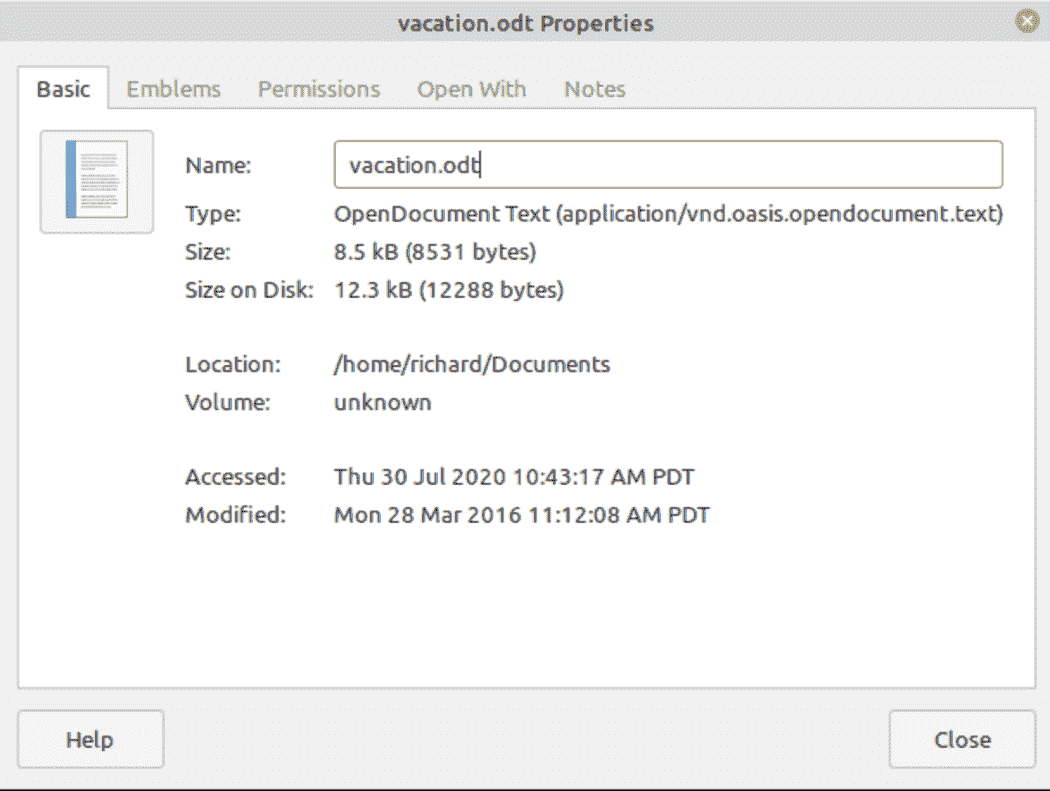 vacation.odt Properties
Basic Emblems Permissions Open With Notes
Name: vacation.odt
Type: OpenDocument Text (application/vnd.oasis.opendocument.text)
Size: 8.5 kB (8531 bytes)
Size on Disk: 12.3 kB (12288 bytes)
Location: /home/richard/Documents
Volume: unknown
Accessed: Thu 30 Jul 2020 10:43:17 AM PDT
Modified: Mon 28 Mar 2016 11:12:08 AM PDT
Help Close